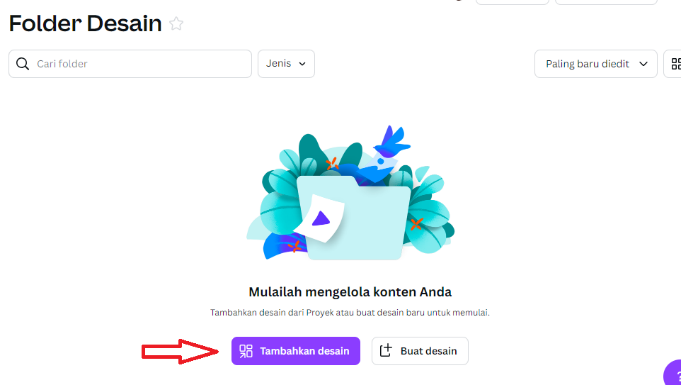 Folder Desain
Cari folder
Jenis
Paling baru diedit
Mulailah mengelola konten Anda
Tambahkan desain dari Proyek atau buat desain baru untuk memulai.
Tambahkan desain
Buat desain
?